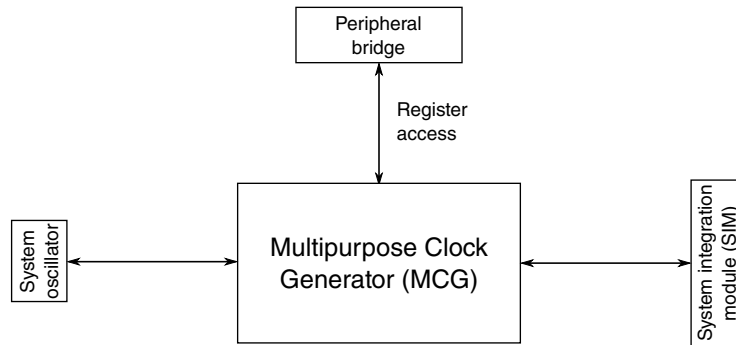 Peripheral
bridge
Register
access
System
oscillator
Multipurpose Clock
Generator (MCG)
System integration
module (SIM)